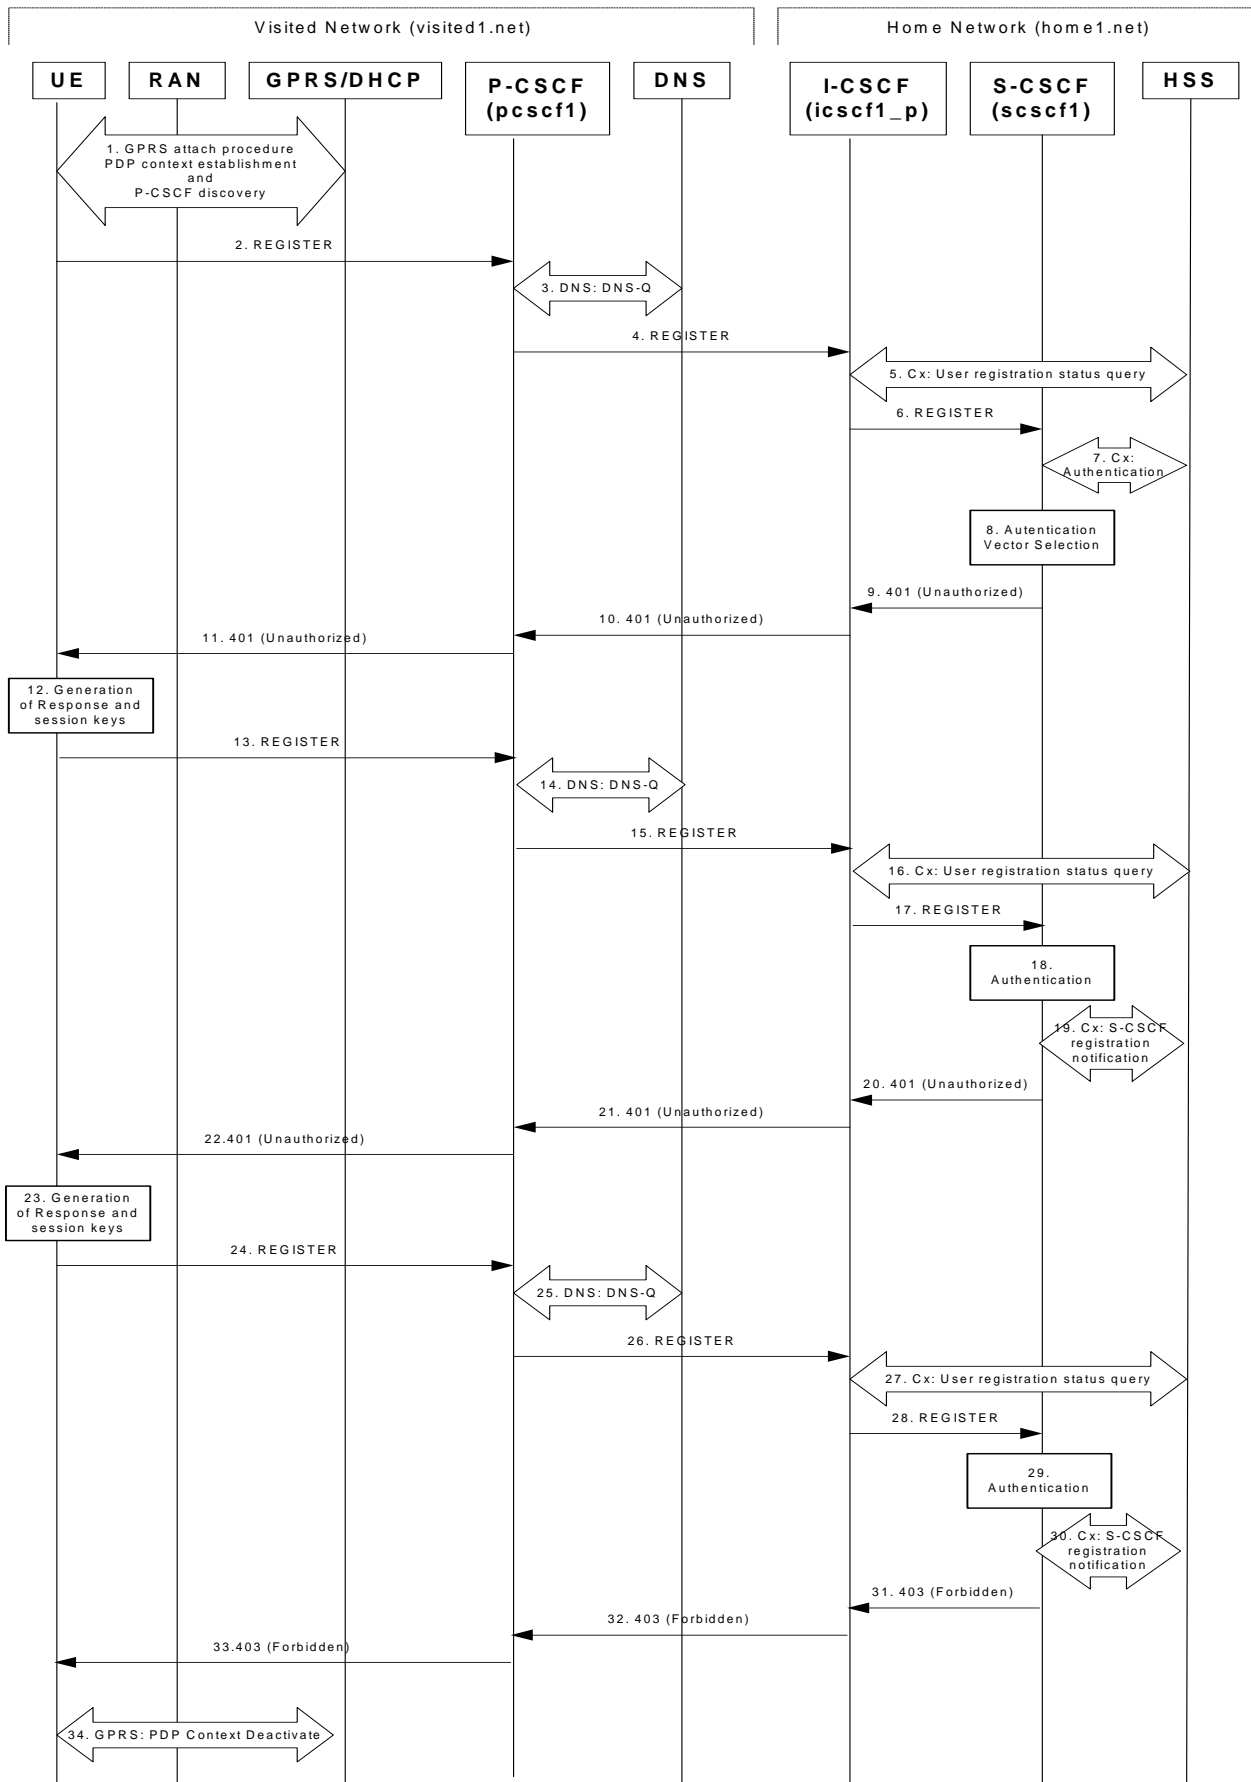 Visited Network (visited1.net)
Home Network (home1.net)
UE
RAN
GPRS/DHCP
P-CSCF
(pcscf1)
DNS
I-CSCF
(icscf1_p)
S-CSCF
(scscf1)
HSS
1. GPRS attach procedure
PDP context establishment
and
P-CSCF discovery
2. REGISTER
3. DNS: DNS-Q
4. REGISTER
5. Cx: User registration status query
6. REGISTER
7. Cx:
Authentication
8. Autentication
Vector Selection
9. 401 (Unauthorized)
10. 401 (Unauthorized)
11. 401 (Unauthorized)
12. Generation
of Response and
session keys
13. REGISTER
14. DNS: DNS-Q
15. REGISTER
16. Cx: User registration status query
17. REGISTER
18.
Authentication
19. Cx: S-CSCF
registration
notification
20. 401 (Unauthorized)
21. 401 (Unauthorized)
22.401 (Unauthorized)
23. Generation
of Response and
session keys
24. REGISTER
25. DNS: DNS-Q
26. REGISTER
27. Cx: User registration status query
28. REGISTER
29.
Authentication
30. Cx: S-CSCF
registration
notification
31. 403 (Forbidden)
32. 403 (Forbidden)
33.403 (Forbidden)
34. GPRS: PDP Context Deactivate